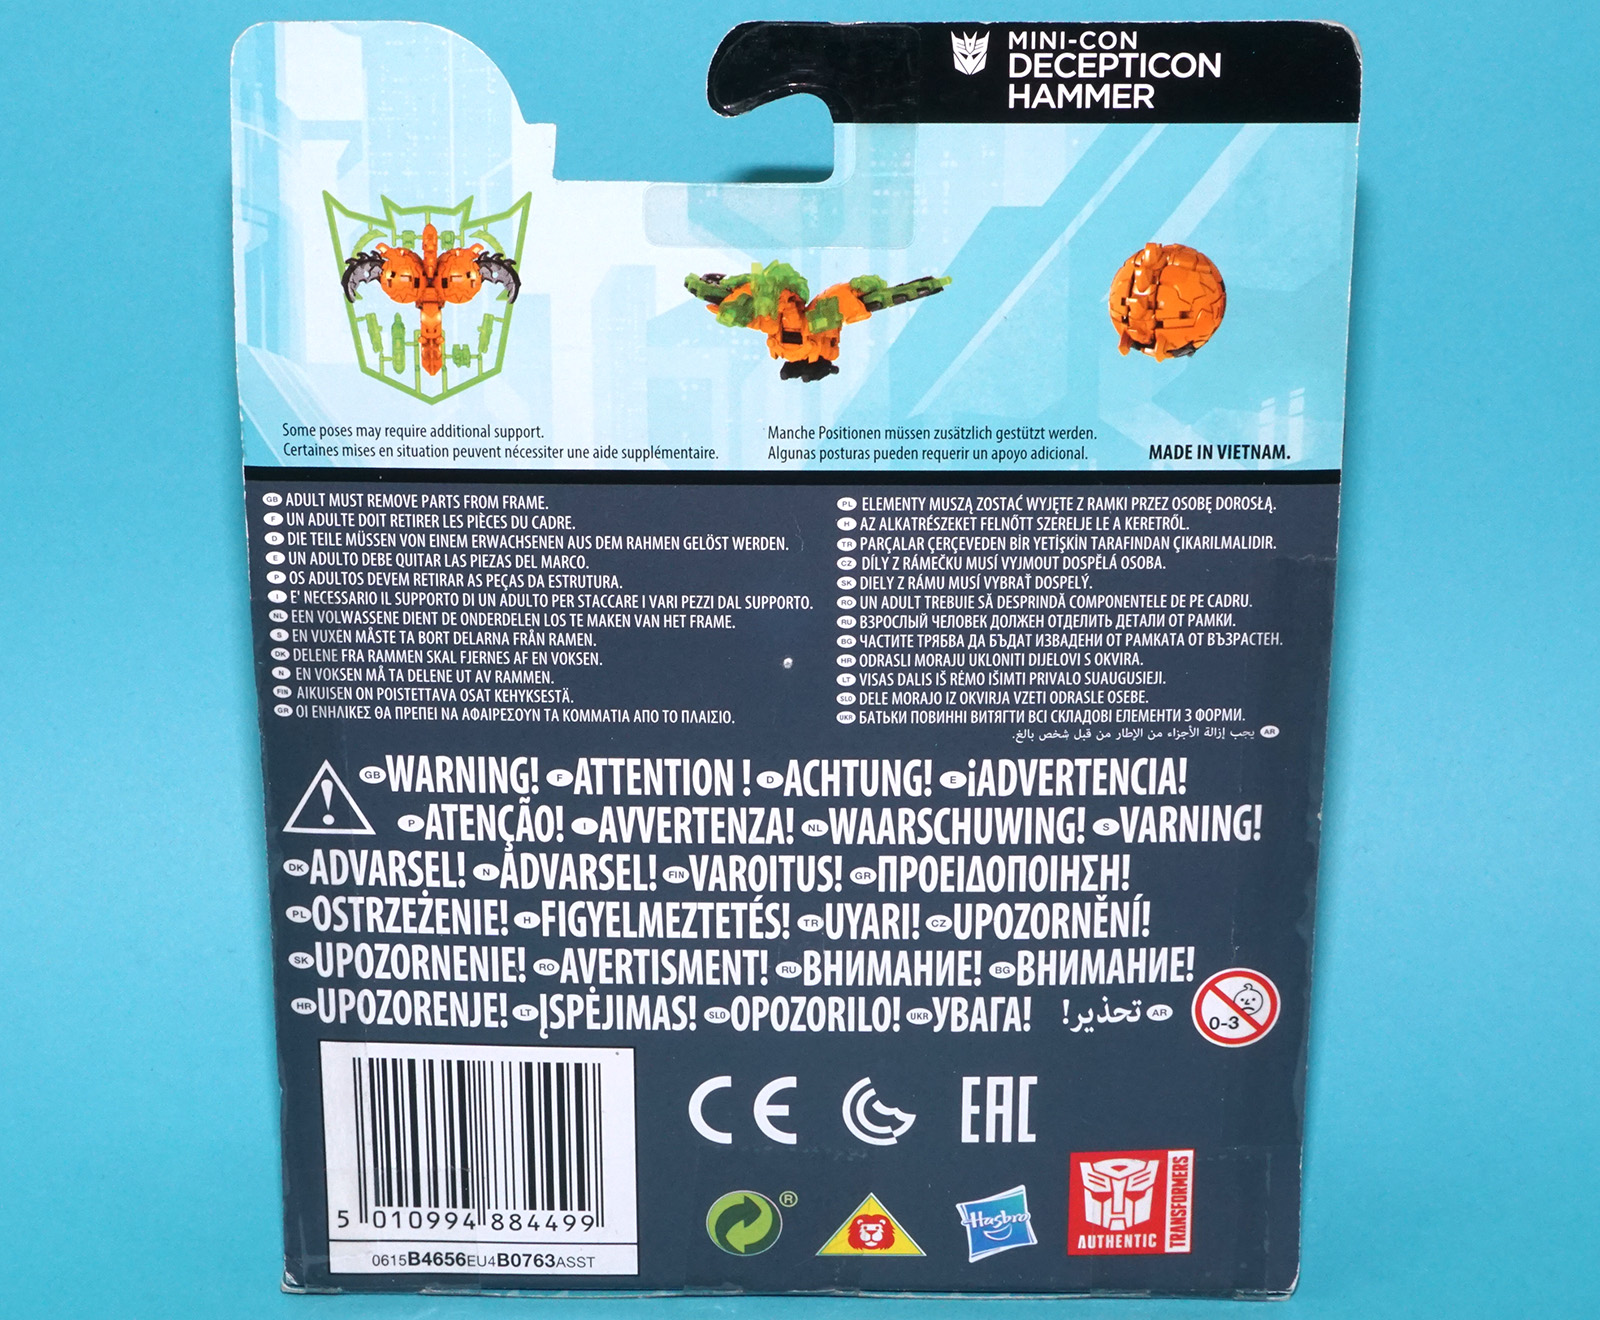 MINI-CON
DECEPTICON
HAMMER
Some poses may require additional support.
Certaines mises en situation peuvent nécessiter une aide supplémentaire.
Manche Positionen müssen zusätzlich gestützt werden.
Algunas posturas pueden requerir un apoyo adicional.
MADE IN VIETNAM.
GB ADULT MUST REMOVE PARTS FROM FRAME.
F UN ADULTE DOIT RETIRER LES PIÈCES DU CADRE.
D DIE TEILE MÜSSEN VON EINEM ERWACHSENEN AUS DEM RAHMEN GELÖST WERDEN.
E UN ADULTO DEBE QUITAR LAS PIEZAS DEL MARCO.
P OS ADULTOS DEVEM RETIRAR AS PEÇAS DA ESTRUTURA.
I E' NECESSARIO IL SUPPORTO DI UN ADULTO PER STACCARE I VARI PEZZI DAL SUPPORTO.
NL EEN VOLWASSENE DIENT DE ONDERDELEN LOS TE MAKEN VAN HET FRAME.
S EN VUXEN MÅSTE TA BORT DELARNA FRÅN RAMEN.
DK DELENE FRA RAMMEN SKAL FJERNES AF EN VOKSEN.
N EN VOKSEN MÅ TA DELENE UT AV RAMMEN.
FIN AIKUISEN ON POISTETTAVA OSAT KEHYKSESTÄ.
GR ΟΙ ΕΝΗΛΙΚΕΣ ΘΑ ΠΡΕΠΕΙ ΝΑ ΑΦΑΙΡΕΣΟΥΝ ΤΑ ΚΟΜΜΑΤΙΑ ΑΠΟ ΤΟ ΠΛΑΙΣΙΟ.
PL ELEMENTY MUSZĄ ZOSTAĆ WYJĘTE Z RAMKI PRZEZ OSOBĘ DOROSŁĄ.
H AZ ALKATRÉSZEKET FELNŐTT SZERELJE LE A KERETRŐL.
TR PARÇALAR ÇERÇEVEDEN BİR YETİŞKİN TARAFINDAN ÇIKARILMALIDIR.
CZ DÍLY Z RÁMEČKU MUSÍ VYJMOUT DOSPĚLÁ OSOBA.
SK DIELY Z RÁMU MUSÍ VYBRAŤ DOSPELÝ.
RO UN ADULT TREBUIE SĂ DESPRINDĂ COMPONENTELE DE PE CADRU.
RU ВЗРОСЛЫЙ ЧЕЛОВЕК ДОЛЖЕН ОТДЕЛИТЬ ДЕТАЛИ ОТ РАМКИ.
BG ЧАСТИТЕ ТРЯБВА ДА БЪДАТ ИЗВАДЕНИ ОТ РАМКАТА ОТ ВЪЗРАСТЕН.
HR ODRASLI MORAJU UKLONITI DIJELOVI S OKVIRA.
LT VISAS DALIS IŠ RĖMO IŠIMTI PRIVALO SUAUGUSIEJI.
SLO DELE MORAJO IZ OKVIRJA VZETI ODRASLE OSEBE.
UKR БАТЬКИ ПОВИННІ ВИТЯГТИ ВСІ СКЛАДОВІ ЕЛЕМЕНТИ З ФОРМИ.
AR يجب إزالة الأجزاء من الإطار من قبل شخص بالغ.
GB WARNING! F ATTENTION ! D ACHTUNG! E ¡ADVERTENCIA!
P ATENÇÃO! I AVVERTENZA! NL WAARSCHUWING! S VARNING!
DK ADVARSEL! N ADVARSEL! FIN VAROITUS! GR ΠΡΟΕΙΔΟΠΟΙΗΣΗ!
PL OSTRZEŻENIE! H FIGYELMEZTETÉS! TR UYARI! CZ UPOZORNĚNÍ!
SK UPOZORNENIE! RO AVERTISMENT! RU ВНИМАНИЕ! BG ВНИМАНИЕ!
HR UPOZORENJE! LT ĮSPĖJIMAS! SLO OPOZORILO! UKR УВАГА! AR تحذير!
0-3
5 010994 884499
0615B4656EU4B0763ASST
CE EAC
®
Hasbro
AUTHENTIC
TRANSFORMERS